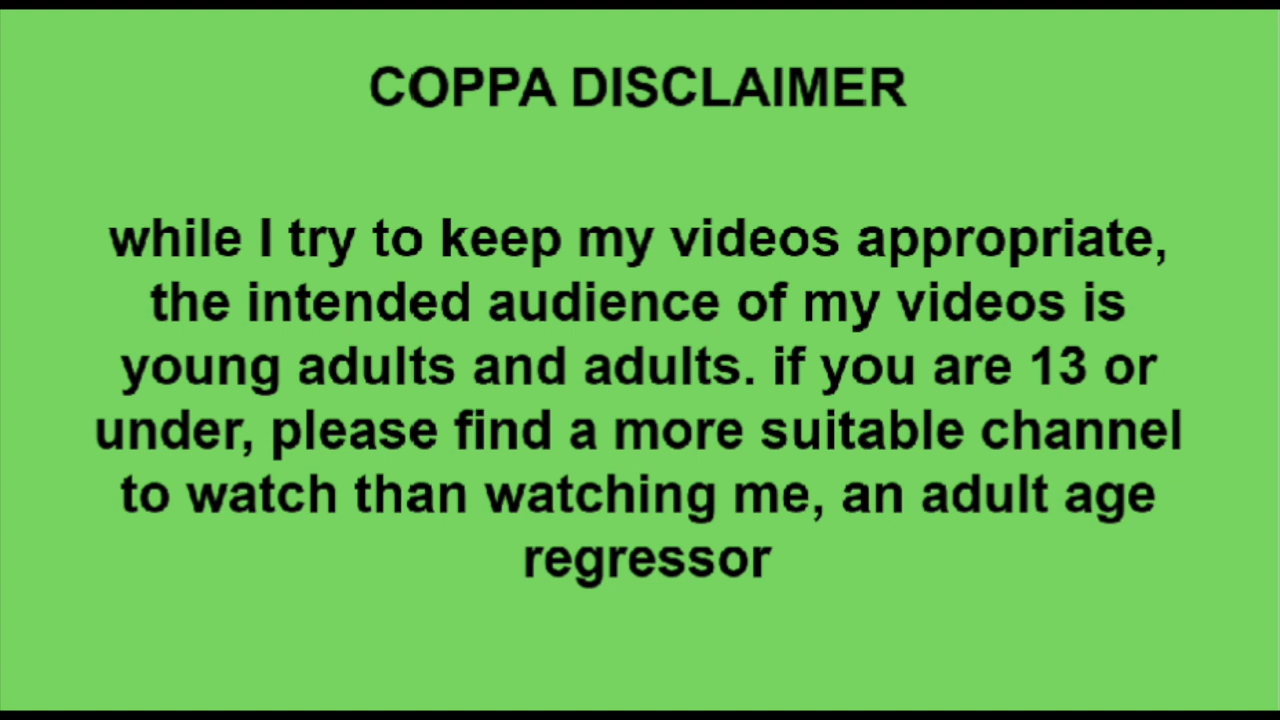 COPPA DISCLAIMER
while I try to keep my videos appropriate,
the intended audience of my videos is
young adults and adults. if you are 13 or
under, please find a more suitable channel
to watch than watching me, an adult age
regressor